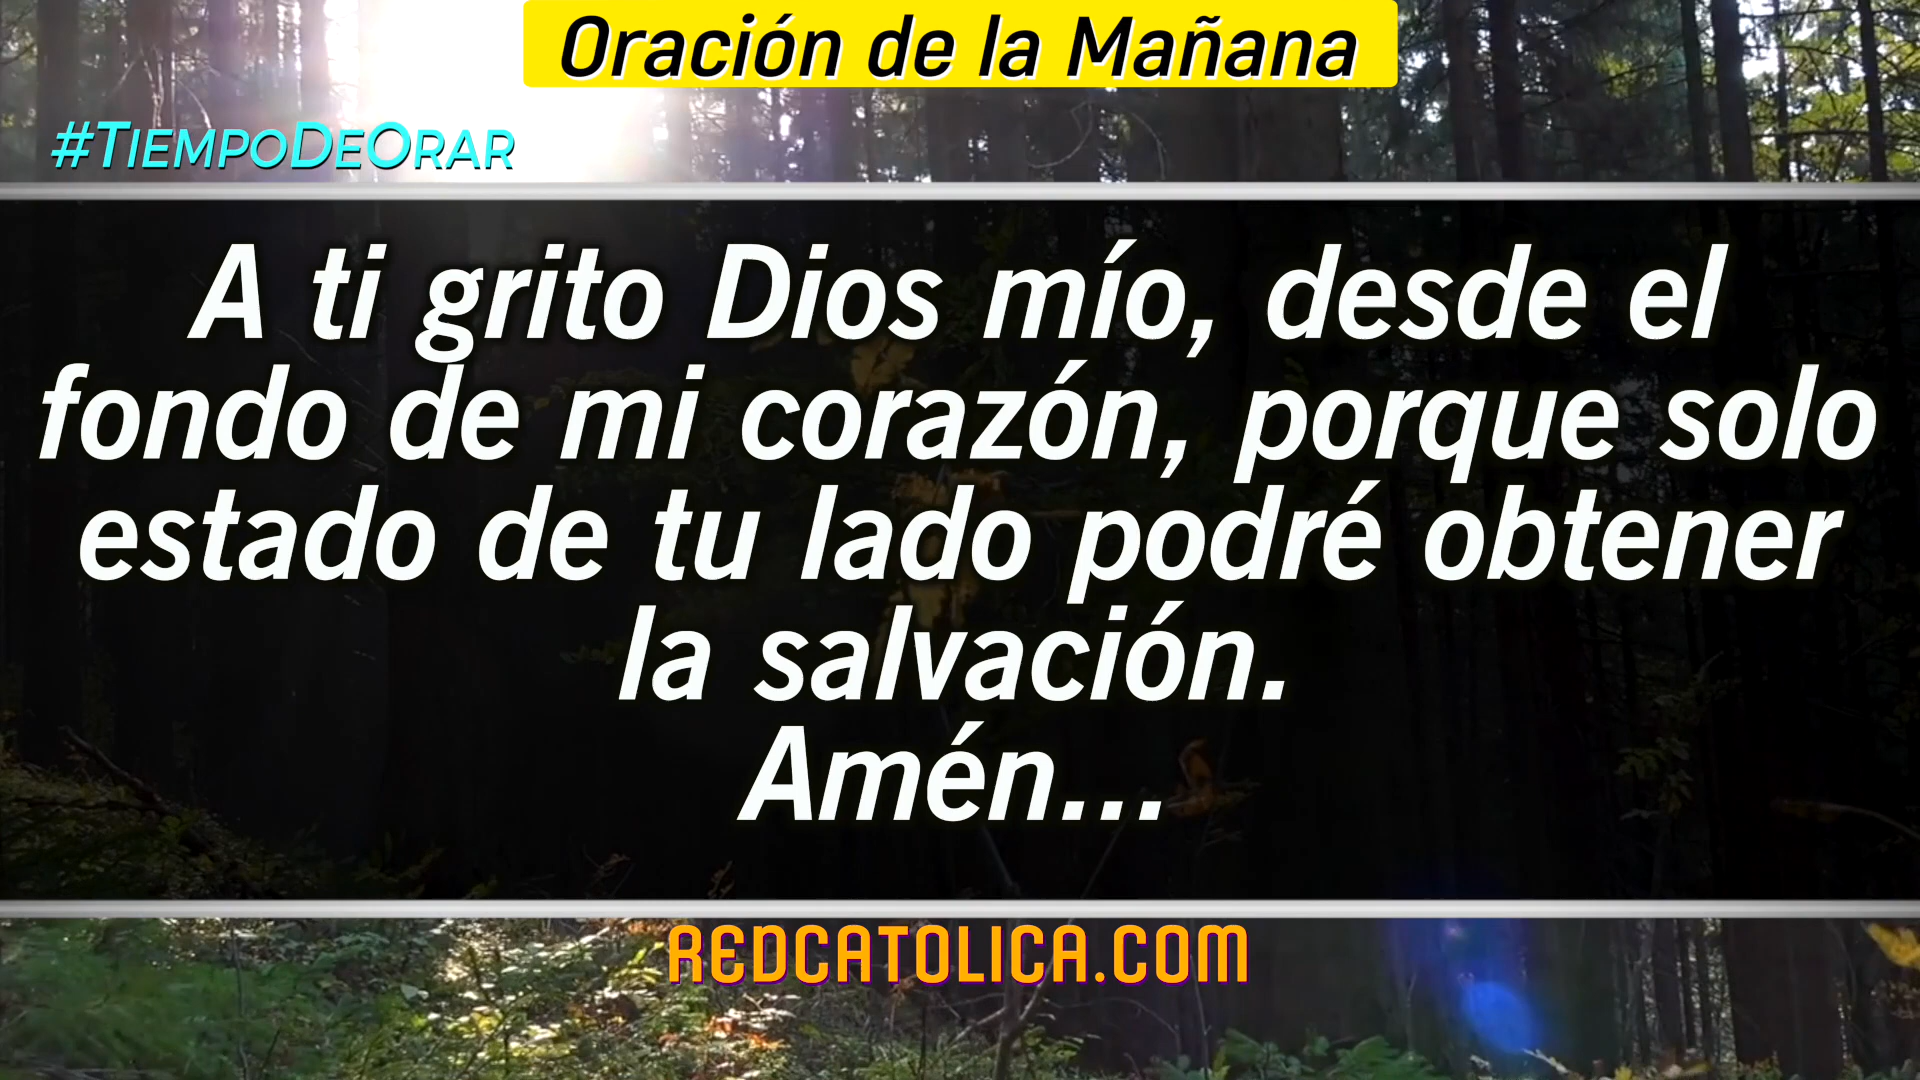 Oración de la Mañana
#TiempoDeOrar
A ti grito Dios mío, desde el
fondo de mi corazón, porque solo
estado de tu lado podré obtener
la salvación.
Amén...
REDCATOLICA.COM